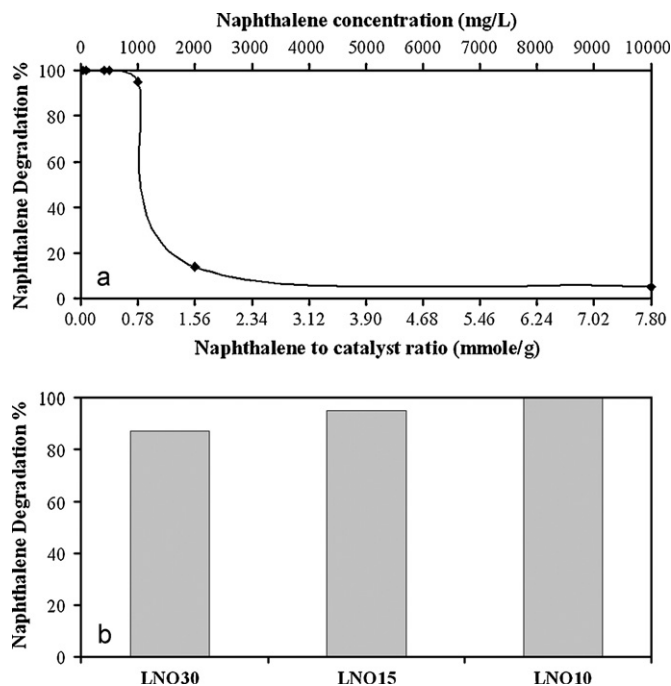 Naphthalene concentration (mg/L)
0 1000 2000 3000 4000 5000 6000 7000 8000 9000 10000
Naphthalene Degradation %
100
80
60
40
20
0
a
0.00 0.78 1.56 2.34 3.12 3.90 4.68 5.46 6.24 7.02 7.80
Naphthalene to catalyst ratio (mmole/g)
Naphthalene Degradation %
100
80
60
40
20
0
b
LNO30 LNO15 LNO10